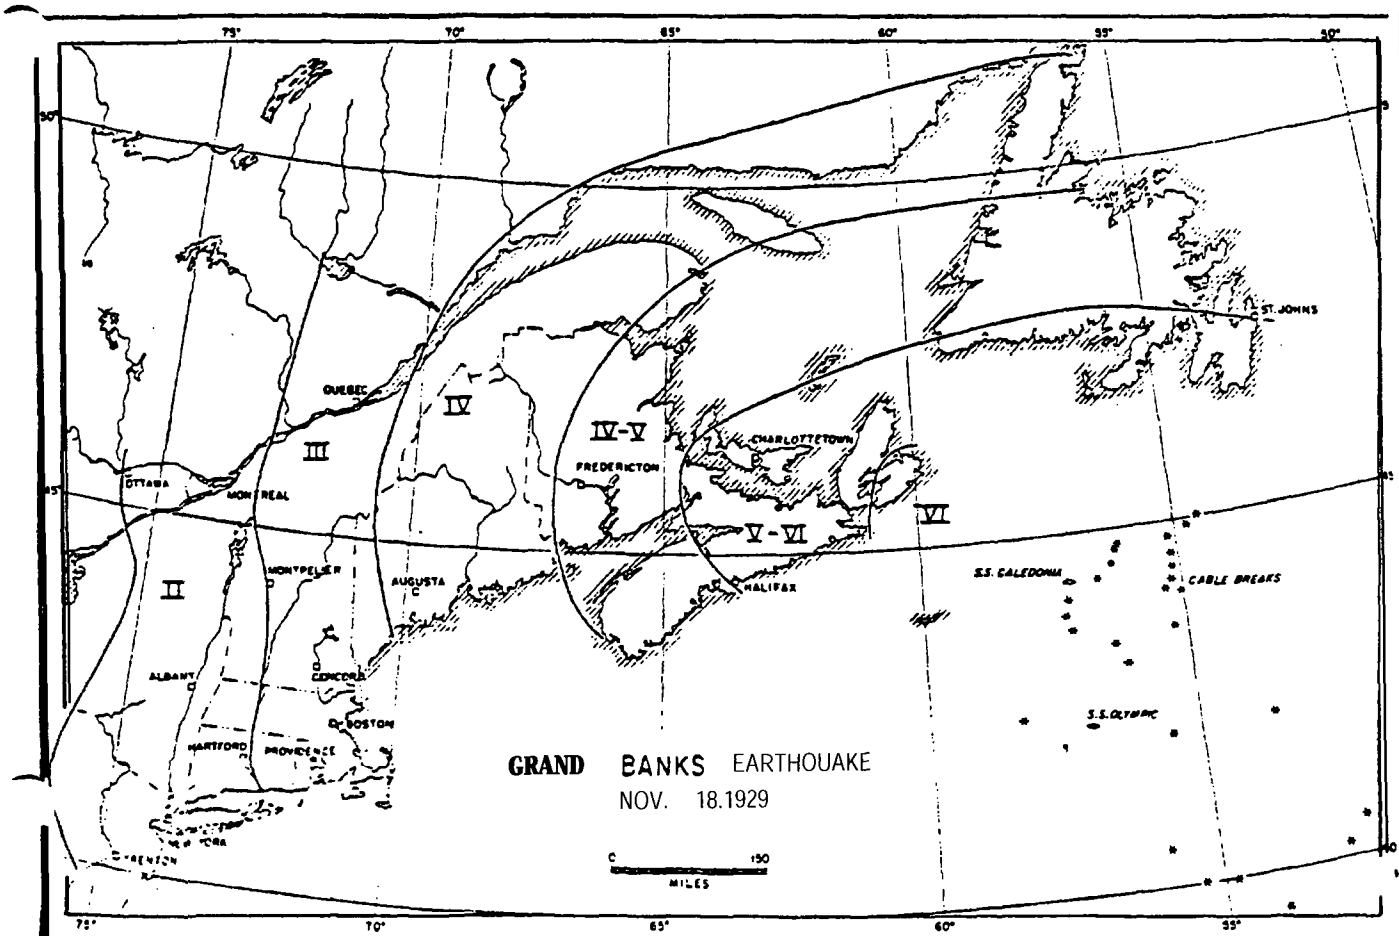 75° 70° 65° 60° 55° 50°
50°
ST. JOHNS
QUEBEC
IV
IV-V
III
CHARLOTTETOWN
FREDERICTON
OTTAWA
45°
MONTREAL
VI
V-VI
MONTPELIER
S.S. CALEDONIA
CABLE BREAKS
AUGUSTA
HALIFAX
II
ALBANY
CONCORD
S.S. OLYMPIC
BOSTON
HARTFORD PROVIDENCE
GRAND BANKS EARTHOUAKE
NOV. 18.1929
NEW YORK
TRENTON
0 150
MILES
75° 70° 65° 60° 55°